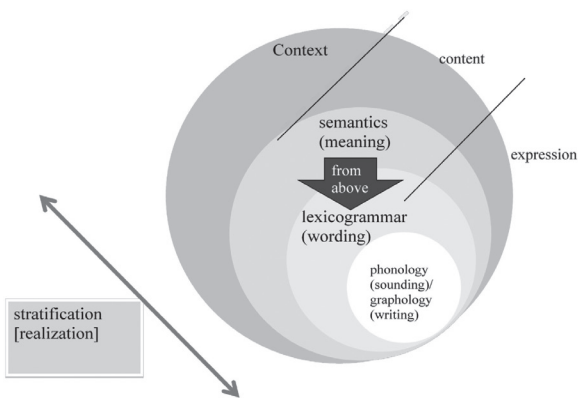 Context
content
semantics
(meaning)
expression
from
above
lexicogrammar
(wording)
phonology
(sounding)/
graphology
(writing)
stratification
[realization]